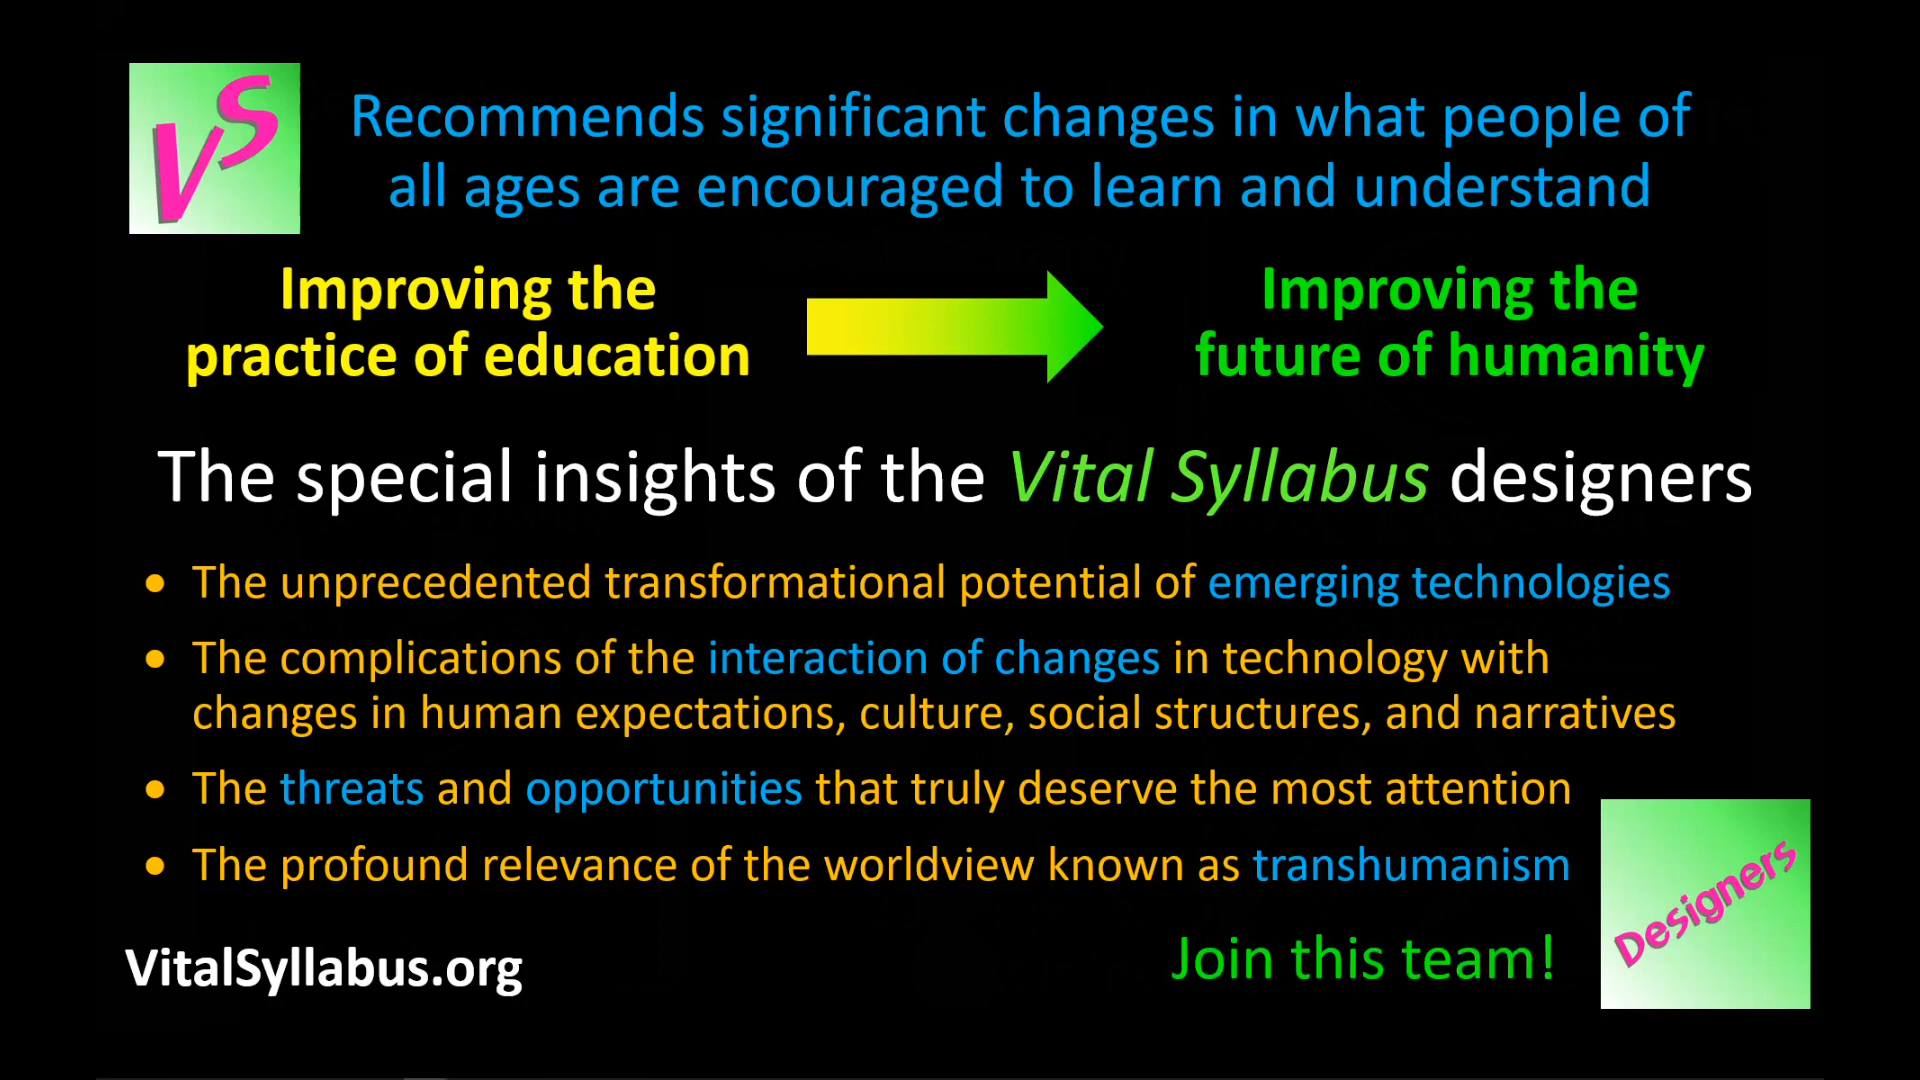 VS
Recommends significant changes in what people of
all ages are encouraged to learn and understand
Improving the
practice of education
Improving the
future of humanity
The special insights of the Vital Syllabus designers
• The unprecedented transformational potential of emerging technologies
• The complications of the interaction of changes in technology with
changes in human expectations, culture, social structures, and narratives
• The threats and opportunities that truly deserve the most attention
• The profound relevance of the worldview known as transhumanism
Designers
VitalSyllabus.org
Join this team!